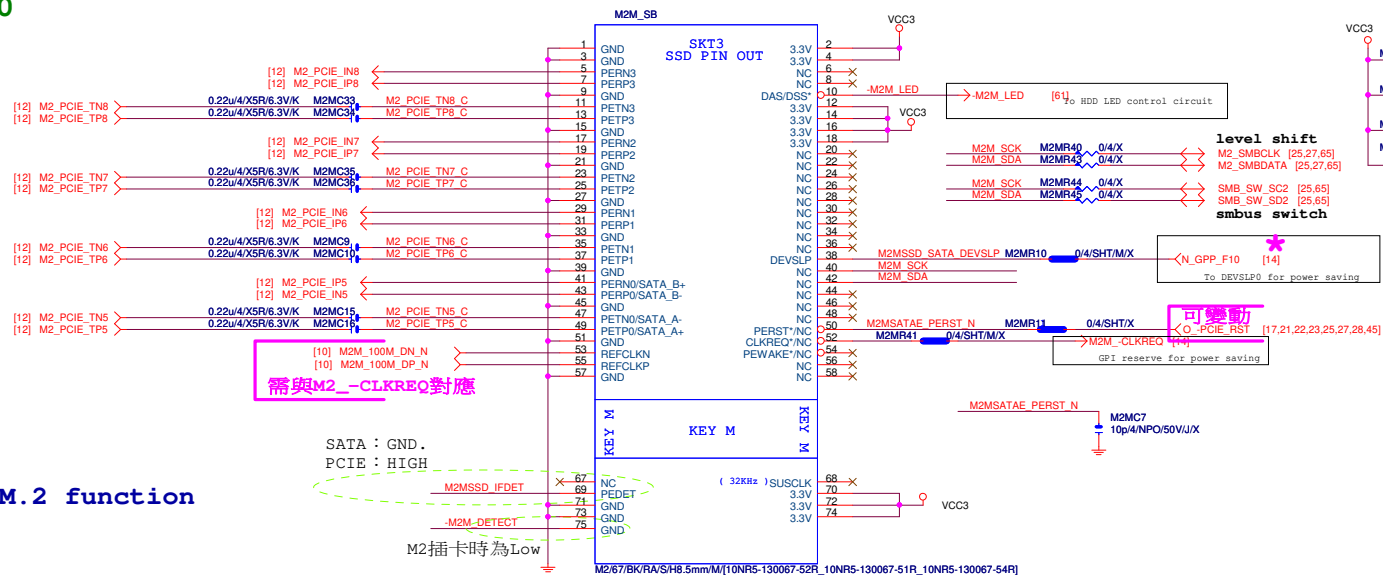 0
M2M_SB
SKT3
SSD PIN OUT
VCC3
VCC3
1 GND 3.3V 2
3 GND 3.3V 4
[12] M2_PCIE_IN8 5 PERN3 NC 6
[12] M2_PCIE_IP8 7 PERP3 NC 8
9 GND DAS/DSS* 10 -M2M_LED -M2M_LED [61] To HDD LED control circuit
[12] M2_PCIE_TN8 0.22u/4/X5R/6.3V/K M2MC33 M2_PCIE_TN8_C 11 PETN3 3.3V 12
[12] M2_PCIE_TP8 0.22u/4/X5R/6.3V/K M2MC34 M2_PCIE_TP8_C 13 PETP3 3.3V 14
VCC3
15 GND 3.3V 16
[12] M2_PCIE_IN7 17 PERN2 3.3V 18
level shift
[12] M2_PCIE_IP7 19 PERP2 NC 20 M2M_SCK M2MR40 0/4/X M2_SMBCLK [25,27,65]
21 GND NC 22 M2M_SDA M2MR43 0/4/X M2_SMBDATA [25,27,65]
[12] M2_PCIE_TN7 0.22u/4/X5R/6.3V/K M2MC35 M2_PCIE_TN7_C 23 PETN2 NC 24
[12] M2_PCIE_TP7 0.22u/4/X5R/6.3V/K M2MC36 M2_PCIE_TP7_C 25 PETP2 NC 26 M2M_SCK M2MR44 0/4/X SMB_SW_SC2 [25,65]
27 GND NC 28 M2M_SDA M2MR45 0/4/X SMB_SW_SD2 [25,65]
smbus switch
[12] M2_PCIE_IN6 29 PERN1 NC 30
[12] M2_PCIE_IP6 31 PERP1 NC 32
33 GND NC 34
[12] M2_PCIE_TN6 0.22u/4/X5R/6.3V/K M2MC9 M2_PCIE_TN6_C 35 PETN1 NC 36
*
[12] M2_PCIE_TP6 0.22u/4/X5R/6.3V/K M2MC10 M2_PCIE_TP6_C 37 PETP1 DEVSLP 38 M2MSSD_SATA_DEVSLP M2MR10 0/4/SHT/M/X N_GPP_F10 [14]
39 GND NC 40 M2M_SCK
To DEVSLP0 for power saving
[12] M2_PCIE_IP5 41 PERN0/SATA_B+ NC 42 M2M_SDA
[12] M2_PCIE_IN5 43 PERP0/SATA_B- NC 44
45 GND NC 46
[12] M2_PCIE_TN5 0.22u/4/X5R/6.3V/K M2MC15 M2_PCIE_TN5_C 47 PETN0/SATA_A- NC 48
可變動
[12] M2_PCIE_TP5 0.22u/4/X5R/6.3V/K M2MC16 M2_PCIE_TP5_C 49 PETP0/SATA_A+ PERST*/NC 50 M2MSATAE_PERST_N M2MR11 0/4/SHT/X O_-PCIE_RST [17,21,22,23,25,27,28,45]
51 GND CLKREQ*/NC 52 M2MR41 0/4/SHT/M/X M2M_-CLKREQ [14]
[10] M2M_100M_DN_N 53 REFCLKN PEWAKE*/NC 54
GPI reserve for power saving
[10] M2M_100M_DP_N 55 REFCLKP NC 56
57 GND NC 58
需與M2_-CLKREQ對應
KEY M KEY M KEY M
M2MSATAE_PERST_N
M2MC7
10p/4/NPO/50V/J/X
SATA：GND.
PCIE：HIGH
67 NC ( 32KHz ) SUSCLK 68
M2MSSD_IFDET 69 PEDET 3.3V 70
71 GND 3.3V 72
VCC3
73 GND 3.3V 74
-M2M_DETECT 75 GND
M.2 function
M2插卡時為Low
M2/67/BK/RA/S/H8.5mm/M/[10NR5-130067-52R_10NR5-130067-51R_10NR5-130067-54R]
VCC3